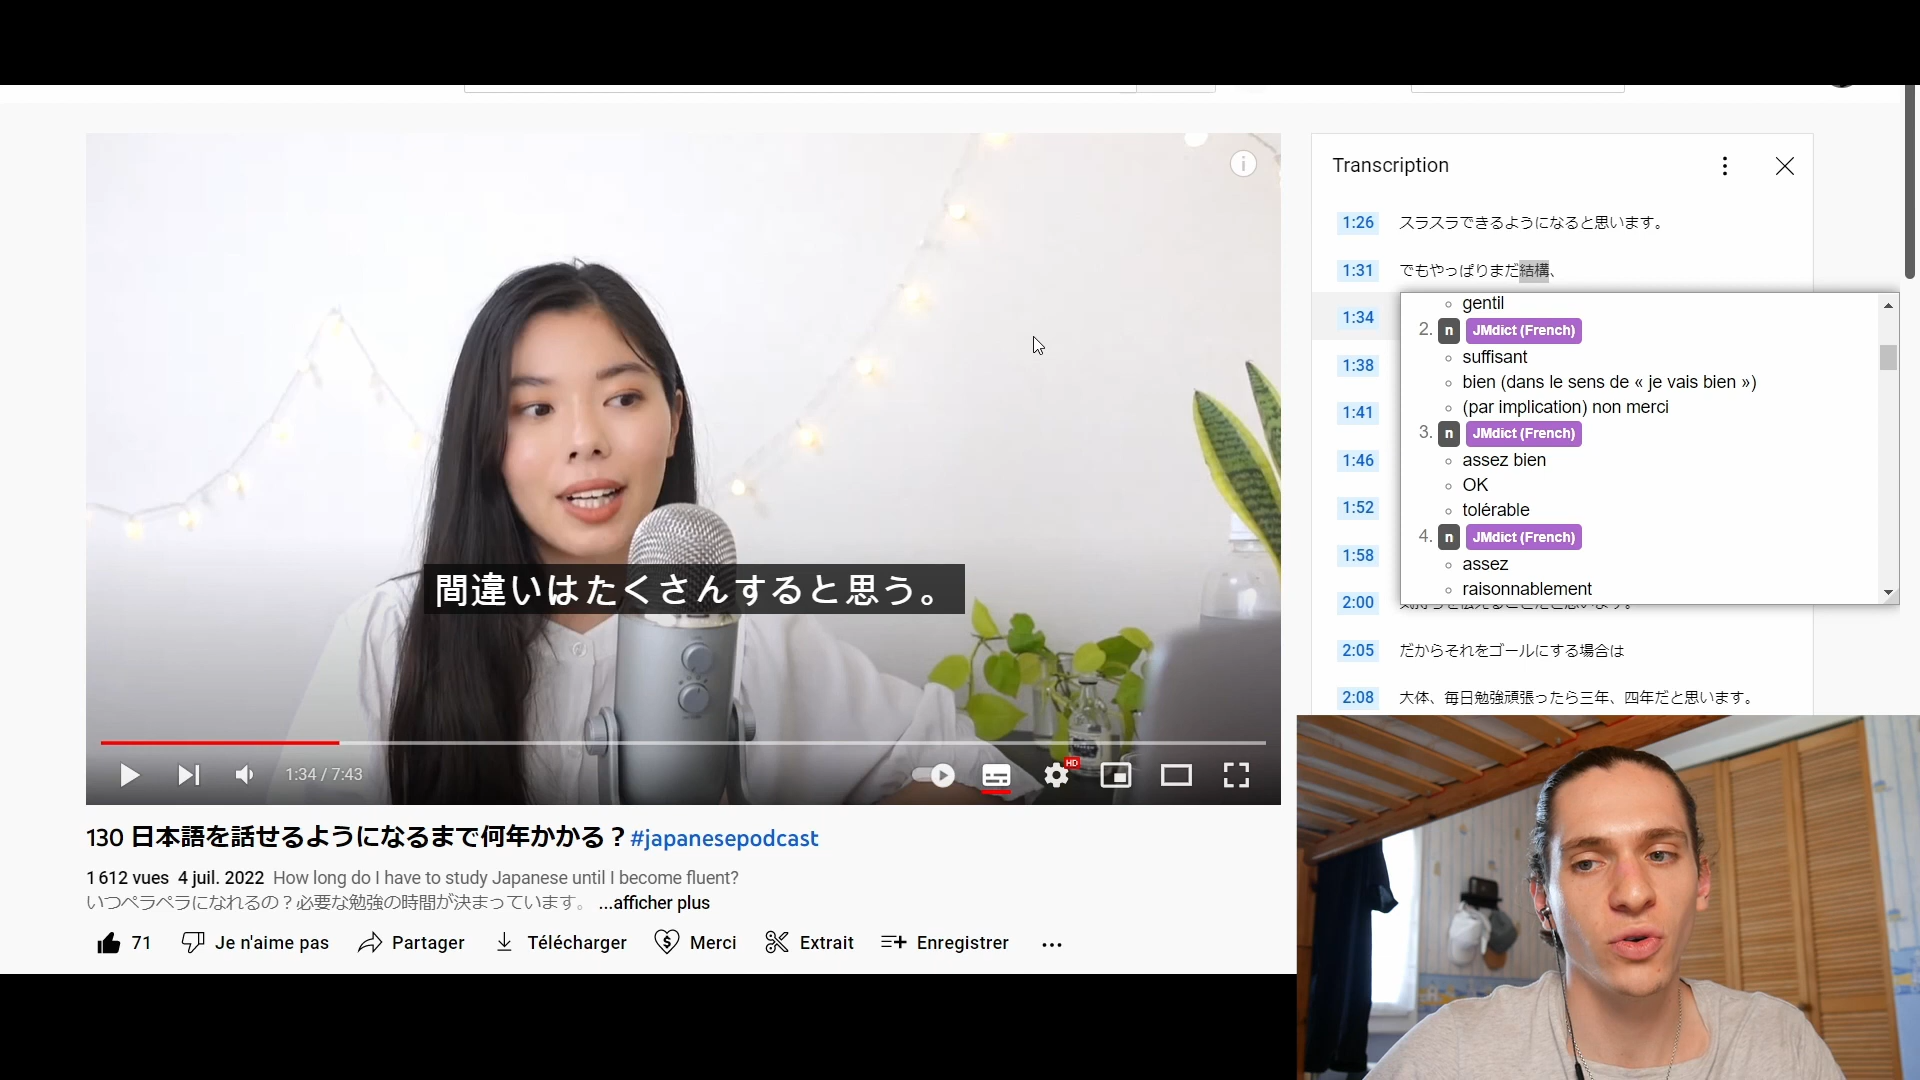 間違いはたくさんすると思う。
1:34 / 7:43
HD
130 日本語を話せるようになるまで何年かかる？#japanesepodcast
1 612 vues 4 juil. 2022 How long do I have to study Japanese until I become fluent?
いつペラペラになれるの？必要な勉強の時間が決まっています。 ...afficher plus
71 Je n'aime pas Partager Télécharger Merci Extrait Enregistrer
Transcription
1:26 スラスラできるようになると思います。
1:31 でもやっぱりまだ結構、
1:34
1:38
1:41
1:46
1:52
1:58
2:00
2:05 だからそれをゴールにする場合は
2:08 大体、毎日勉強頑張ったら三年、四年だと思います。
gentil
2. n JMdict (French)
suffisant
bien (dans le sens de « je vais bien »)
(par implication) non merci
3. n JMdict (French)
assez bien
OK
tolérable
4. n JMdict (French)
assez
raisonnablement